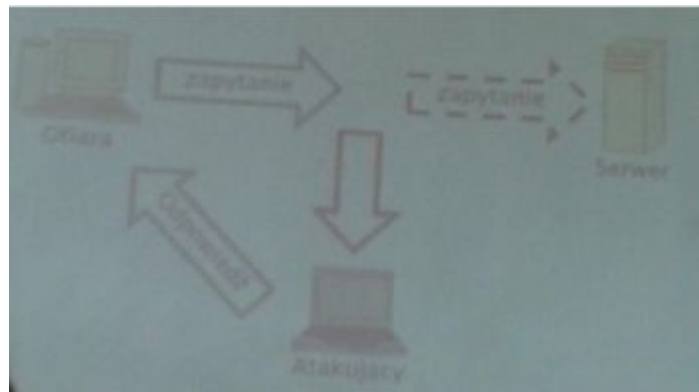 zapytanie
zapytanie
Ofiara
Serwer
Odpowiedź
Atakujący